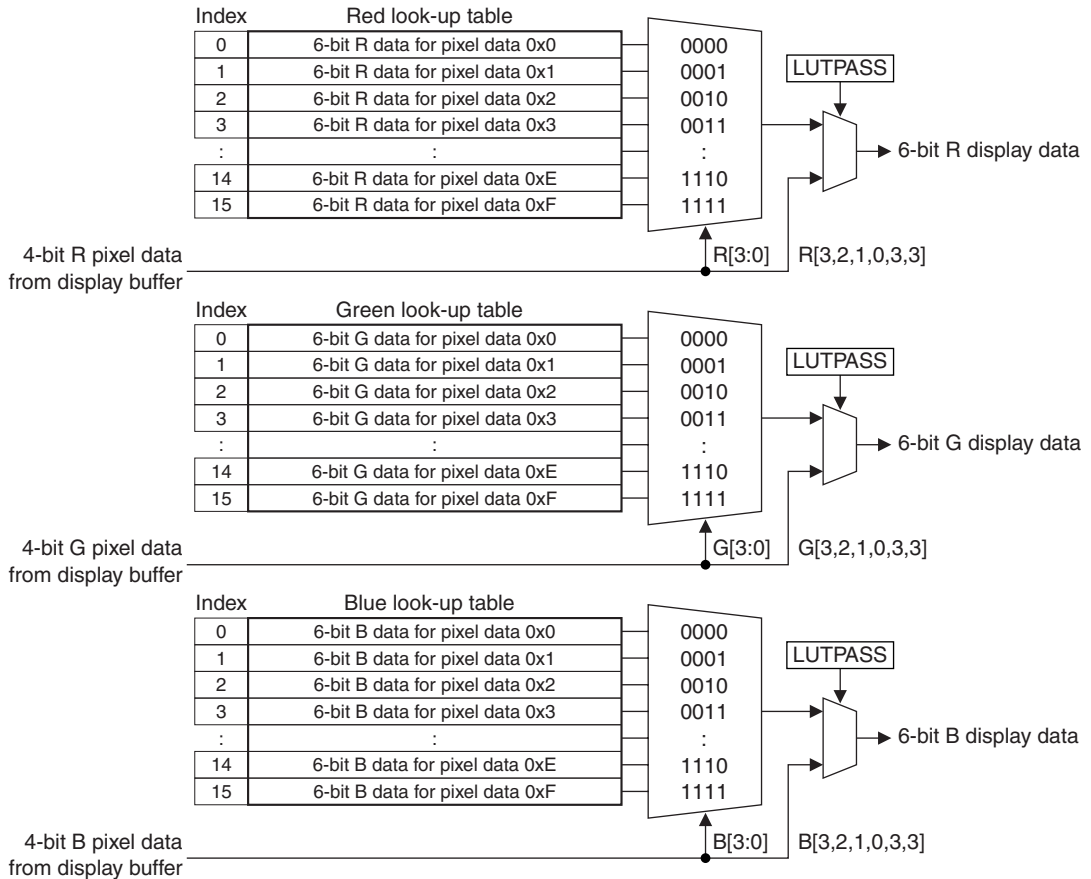 Index Red look-up table
0 6-bit R data for pixel data 0x0 0000
1 6-bit R data for pixel data 0x1 0001 LUTPASS
2 6-bit R data for pixel data 0x2 0010
3 6-bit R data for pixel data 0x3 0011
: : : 6-bit R display data
14 6-bit R data for pixel data 0xE 1110
15 6-bit R data for pixel data 0xF 1111
4-bit R pixel data R[3:0] R[3,2,1,0,3,3]
from display buffer
Index Green look-up table
0 6-bit G data for pixel data 0x0 0000
1 6-bit G data for pixel data 0x1 0001 LUTPASS
2 6-bit G data for pixel data 0x2 0010
3 6-bit G data for pixel data 0x3 0011
: : : 6-bit G display data
14 6-bit G data for pixel data 0xE 1110
15 6-bit G data for pixel data 0xF 1111
4-bit G pixel data G[3:0] G[3,2,1,0,3,3]
from display buffer
Index Blue look-up table
0 6-bit B data for pixel data 0x0 0000
1 6-bit B data for pixel data 0x1 0001 LUTPASS
2 6-bit B data for pixel data 0x2 0010
3 6-bit B data for pixel data 0x3 0011
: : : 6-bit B display data
14 6-bit B data for pixel data 0xE 1110
15 6-bit B data for pixel data 0xF 1111
4-bit B pixel data B[3:0] B[3,2,1,0,3,3]
from display buffer